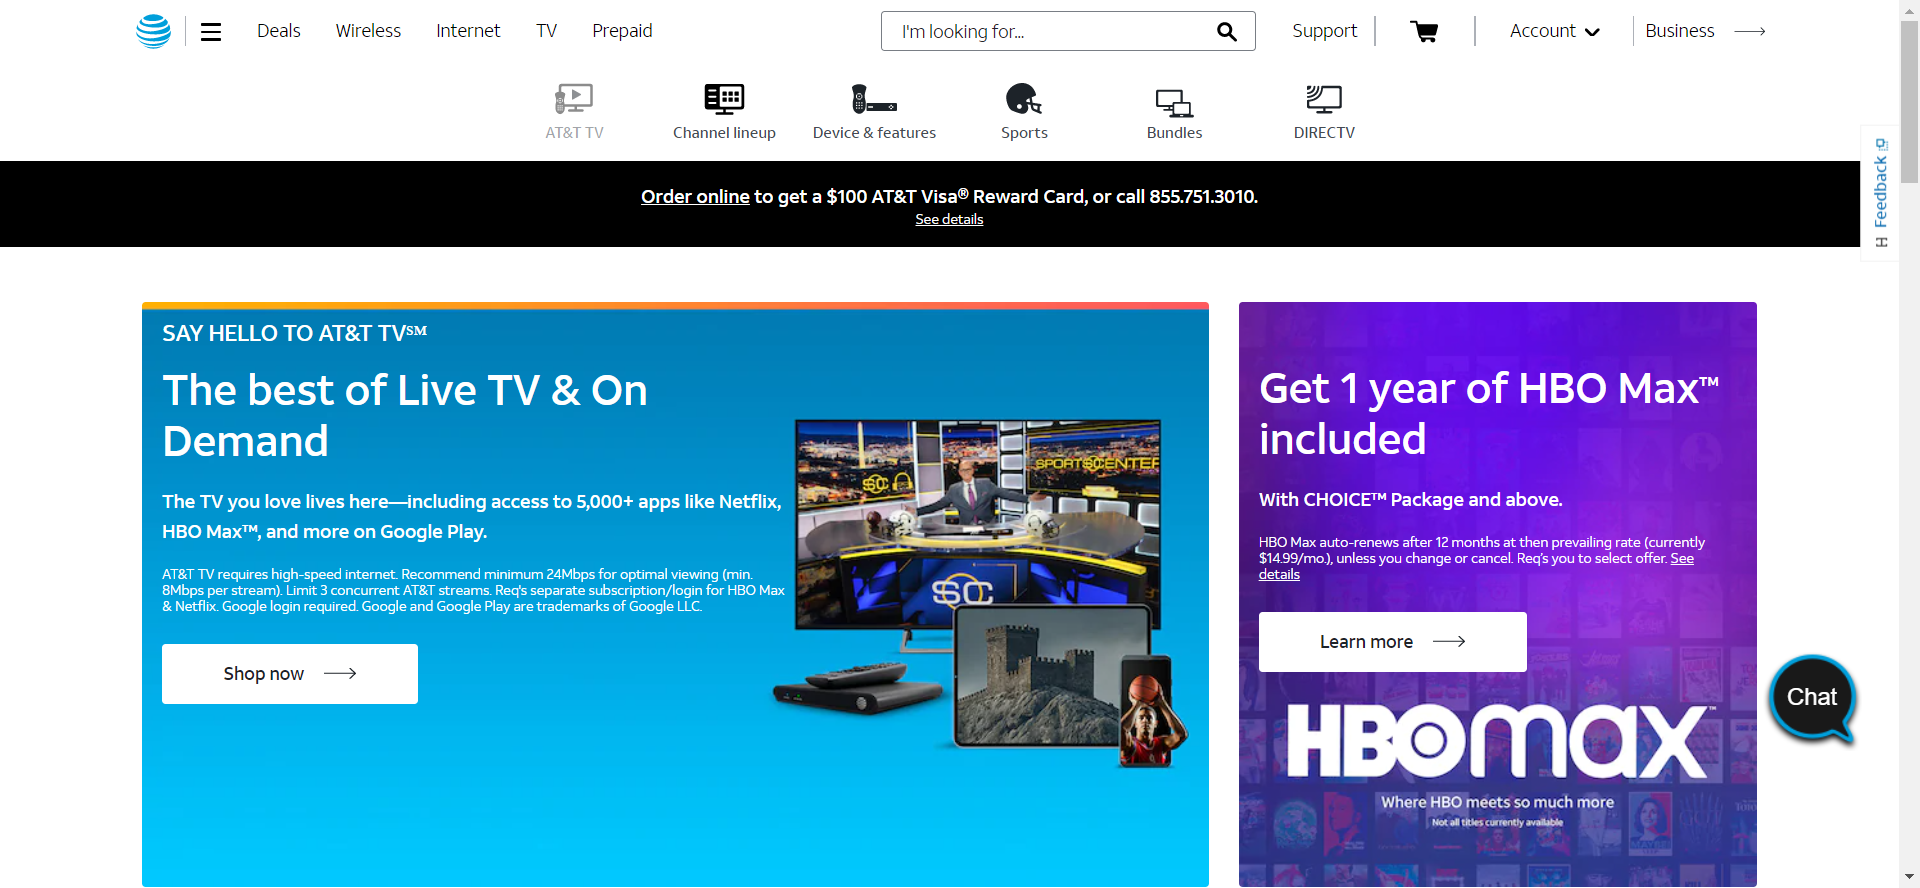 Deals Wireless Internet TV Prepaid I'm looking for... Support Account Business
AT&T TV Channel lineup Device & features Sports Bundles DIRECTV
Feedback
Order online to get a $100 AT&T Visa® Reward Card, or call 855.751.3010.
See details
SAY HELLO TO AT&T TV℠
The best of Live TV & On
Demand
The TV you love lives here—including access to 5,000+ apps like Netflix,
HBO Max™, and more on Google Play.
AT&T TV requires high-speed internet. Recommend minimum 24Mbps for optimal viewing (min.
8Mbps per stream). Limit 3 concurrent AT&T streams. Req's separate subscription/login for HBO Max
& Netflix. Google login required. Google and Google Play are trademarks of Google LLC.
Shop now
SC
SPORTSCENTER
SC
Get 1 year of HBO Max™
included
With CHOICE™ Package and above.
HBO Max auto-renews after 12 months at then prevailing rate (currently
$14.99/mo.), unless you change or cancel. Req's you to select offer. See
details
Learn more
HBOMAX™
Where HBO meets so much more
Not all titles currently available
Chat